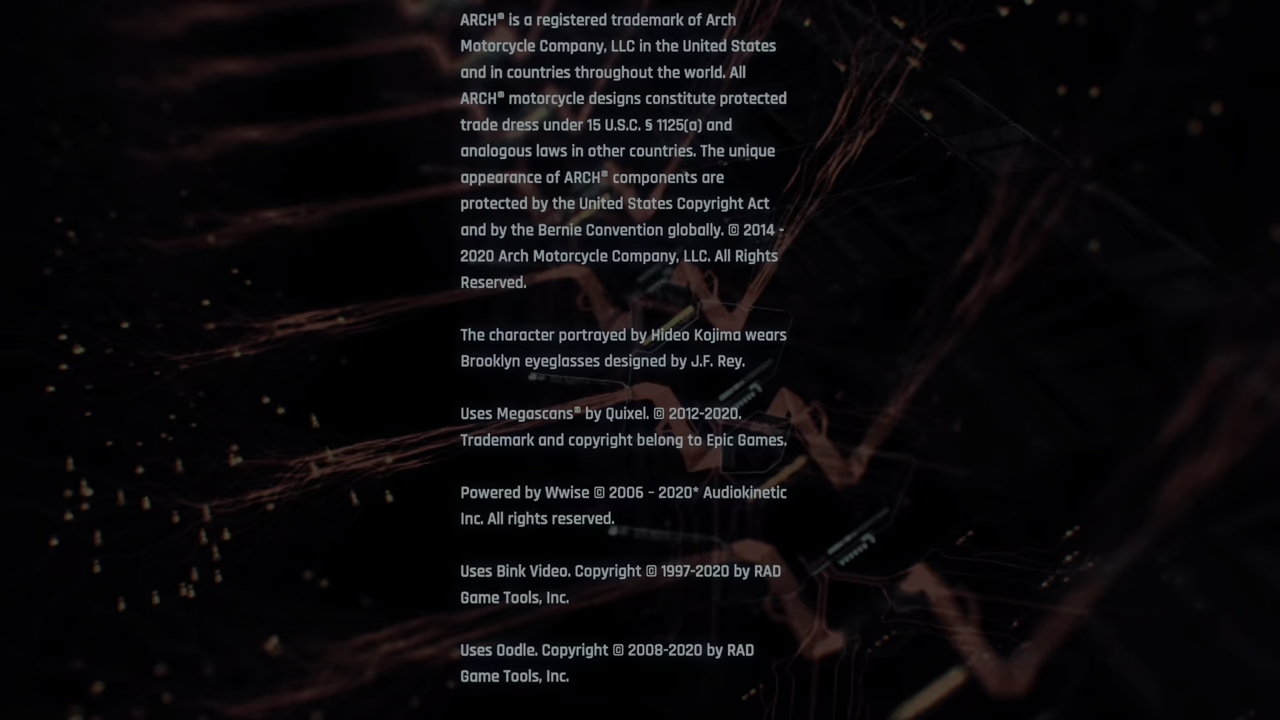 ARCH® is a registered trademark of Arch
Motorcycle Company, LLC in the United States
and in countries throughout the world. All
ARCH® motorcycle designs constitute protected
trade dress under 15 U.S.C. § 1125(a) and
analogous laws in other countries. The unique
appearance of ARCH® components are
protected by the United States Copyright Act
and by the Bernie Convention globally. © 2014 -
2020 Arch Motorcycle Company, LLC. All Rights
Reserved.
The character portrayed by Hideo Kojima wears
Brooklyn eyeglasses designed by J.F. Rey.
Uses Megascans® by Quixel. © 2012-2020.
Trademark and copyright belong to Epic Games.
Powered by Wwise © 2006 – 2020* Audiokinetic
Inc. All rights reserved.
Uses Bink Video. Copyright © 1997-2020 by RAD
Game Tools, Inc.
Uses Oodle. Copyright © 2008-2020 by RAD
Game Tools, Inc.